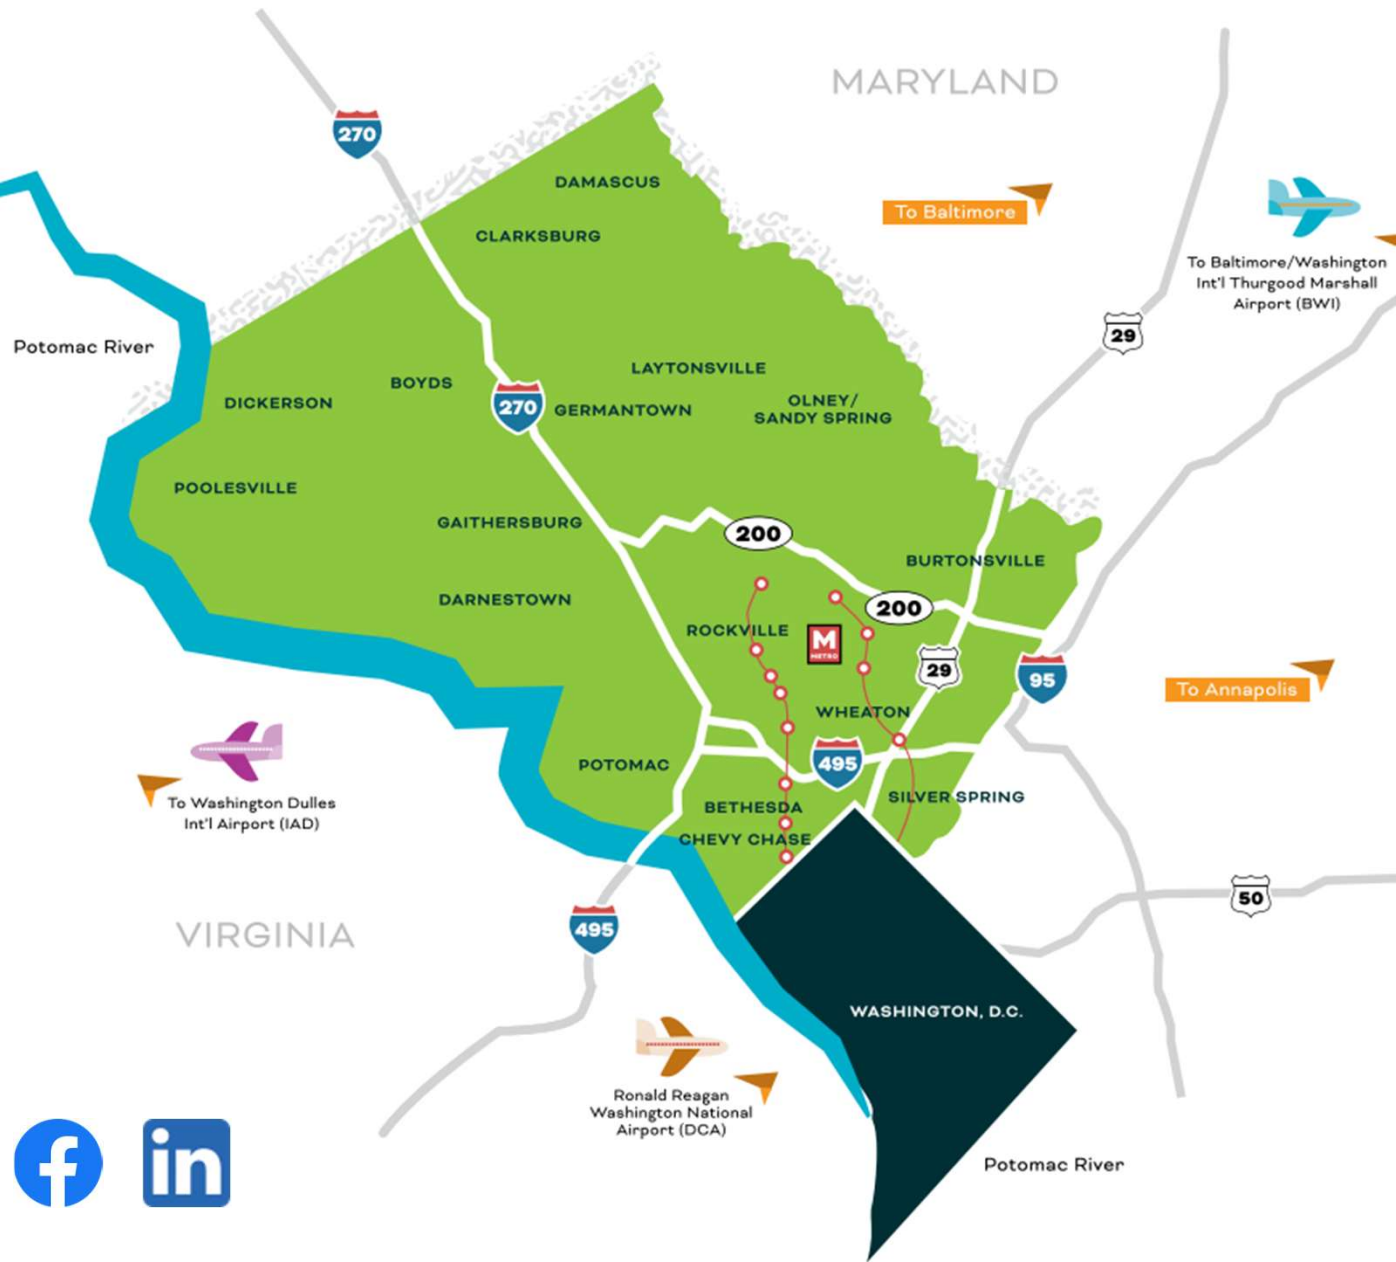 MARYLAND
270
DAMASCUS
To Baltimore
CLARKSBURG
To Baltimore/Washington
Int'l Thurgood Marshall
Airport (BWI)
29
Potomac River
LAYTONSVILLE
BOYDS
DICKERSON
270
GERMANTOWN
OLNEY/
SANDY SPRING
POOLESVILLE
GAITHERSBURG
200
BURTONSVILLE
DARNESTOWN
200
ROCKVILLE
M
METRO
29
95
To Annapolis
WHEATON
POTOMAC
495
SILVER SPRING
To Washington Dulles
Int'l Airport (IAD)
BETHESDA
CHEVY CHASE
50
VIRGINIA
495
WASHINGTON, D.C.
Ronald Reagan
Washington National
Airport (DCA)
Potomac River
f
in